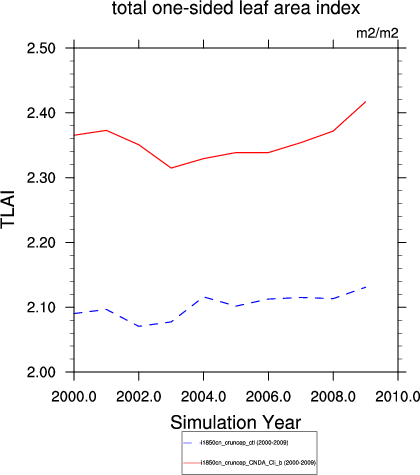 total one-sided leaf area index
m2/m2
2.50
2.40
2.30
2.20
2.10
2.00
TLAI
2000.0 2002.0 2004.0 2006.0 2008.0 2010.0
Simulation Year
i1850cn_cruncep_ctl (2000-2009)
i1850cn_cruncep_CNDA_Cli_b (2000-2009)